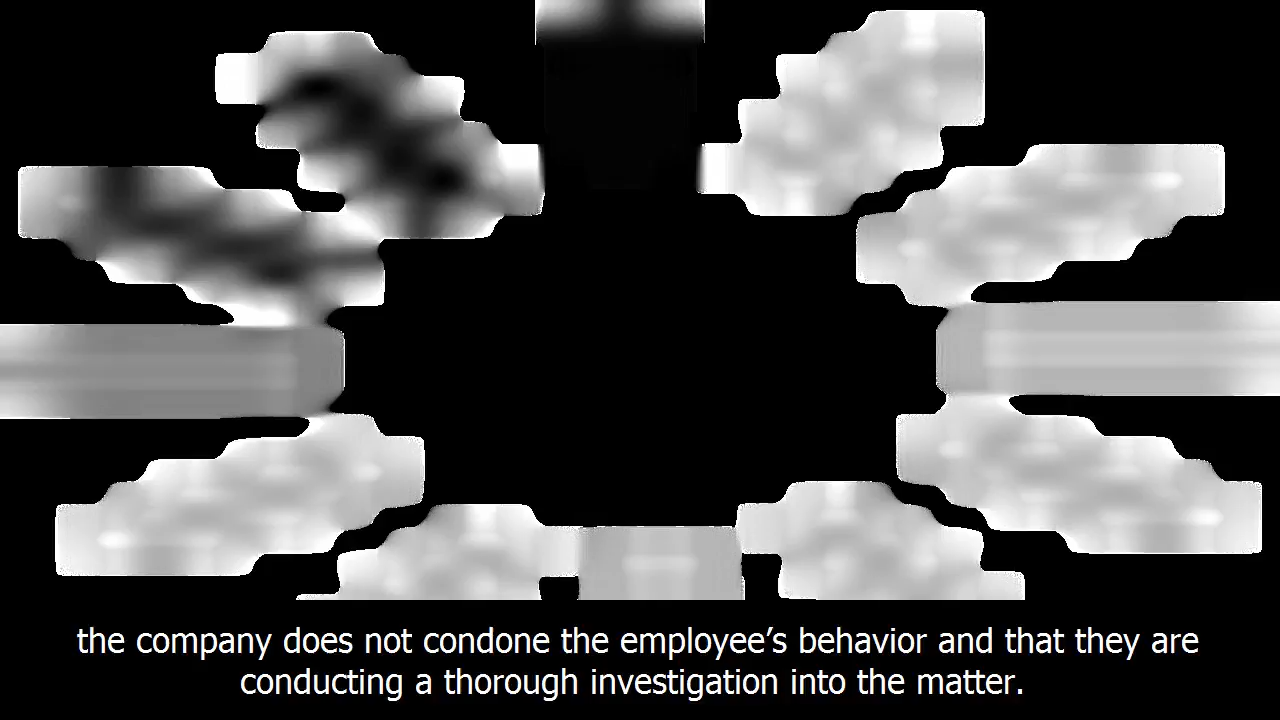 the company does not condone the employee’s behavior and that they are
conducting a thorough investigation into the matter.